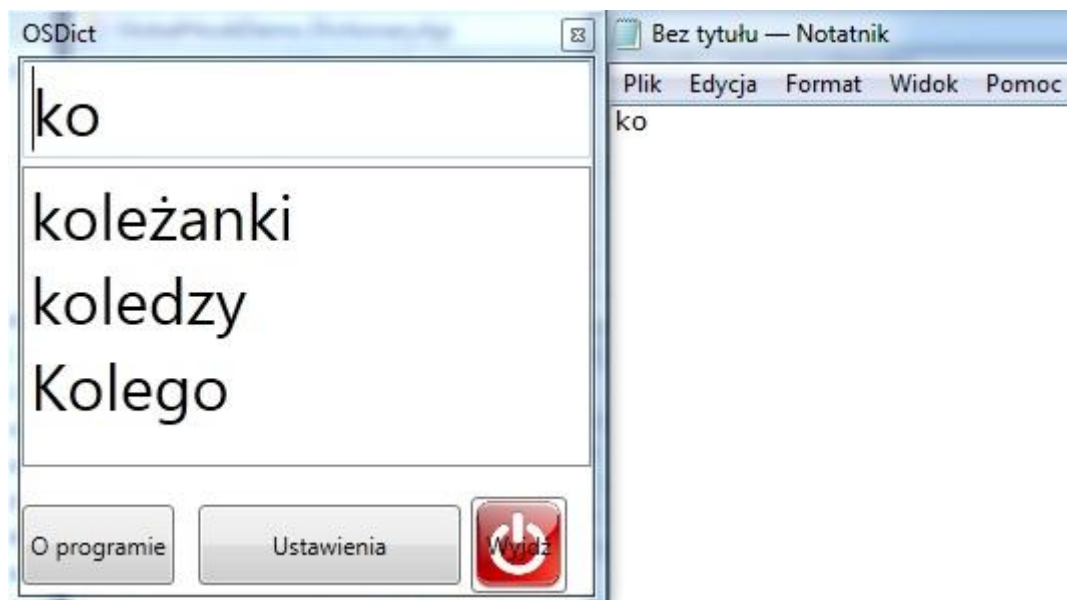 OSDict
ko
koleżanki
koledzy
Kolego
O programie
Ustawienia
Wyjdź
Bez tytułu — Notatnik
Plik Edycja Format Widok Pomoc
ko